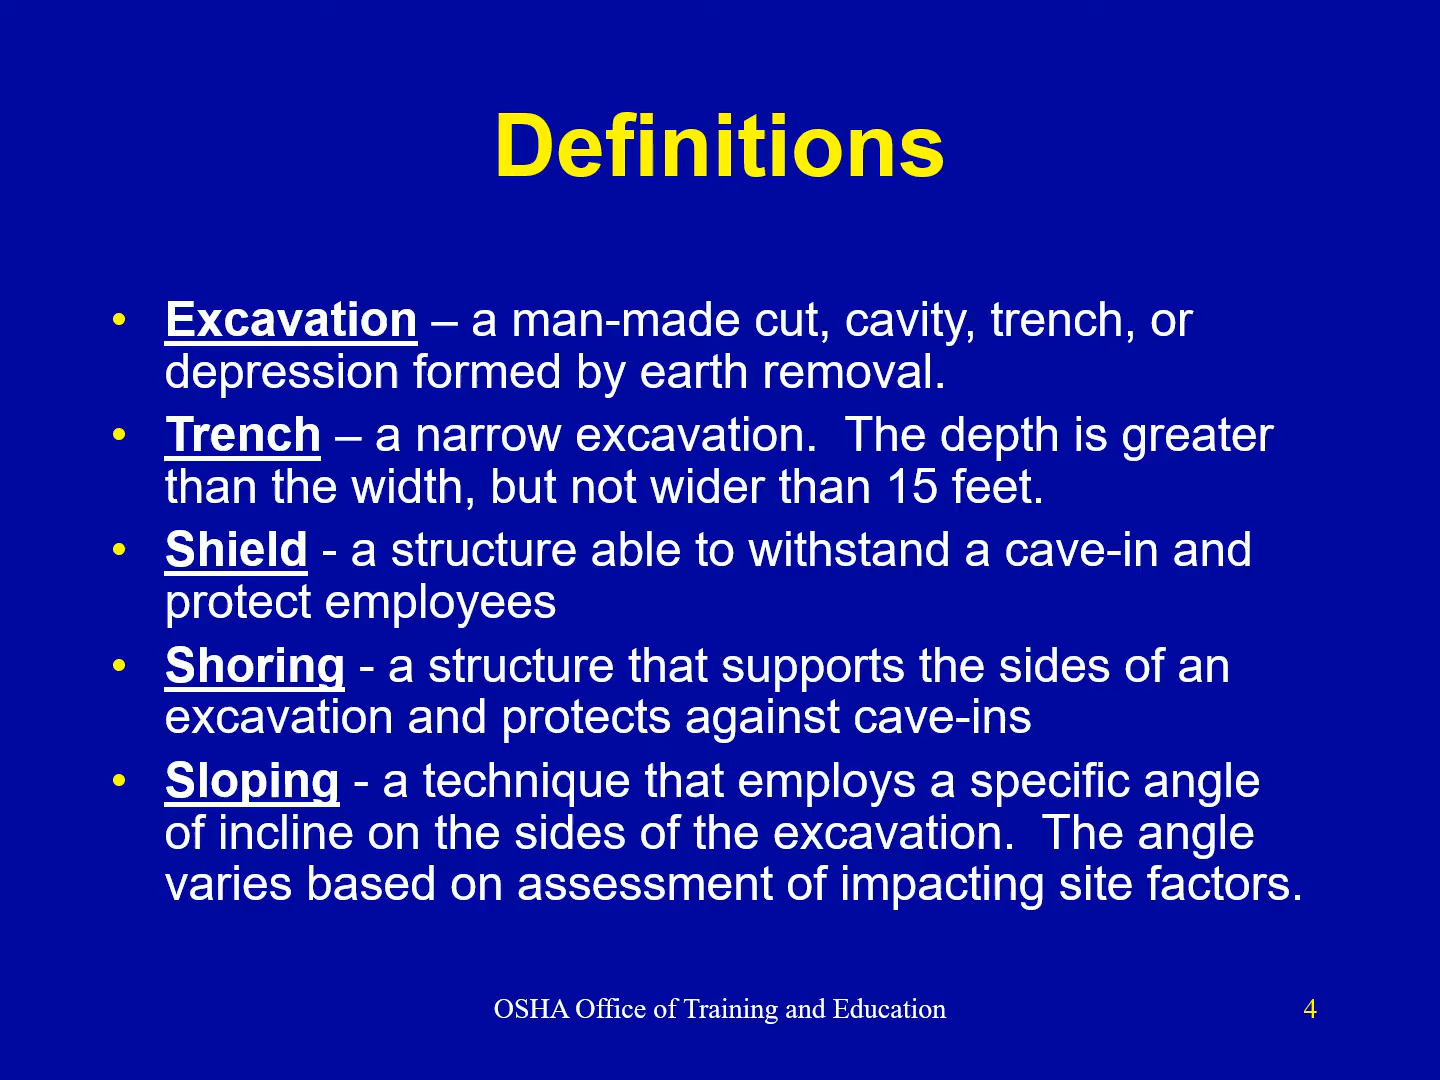 Definitions
• Excavation – a man-made cut, cavity, trench, or
depression formed by earth removal.
• Trench – a narrow excavation.  The depth is greater
than the width, but not wider than 15 feet.
• Shield - a structure able to withstand a cave-in and
protect employees
• Shoring - a structure that supports the sides of an
excavation and protects against cave-ins
• Sloping - a technique that employs a specific angle
of incline on the sides of the excavation.  The angle
varies based on assessment of impacting site factors.
OSHA Office of Training and Education
4